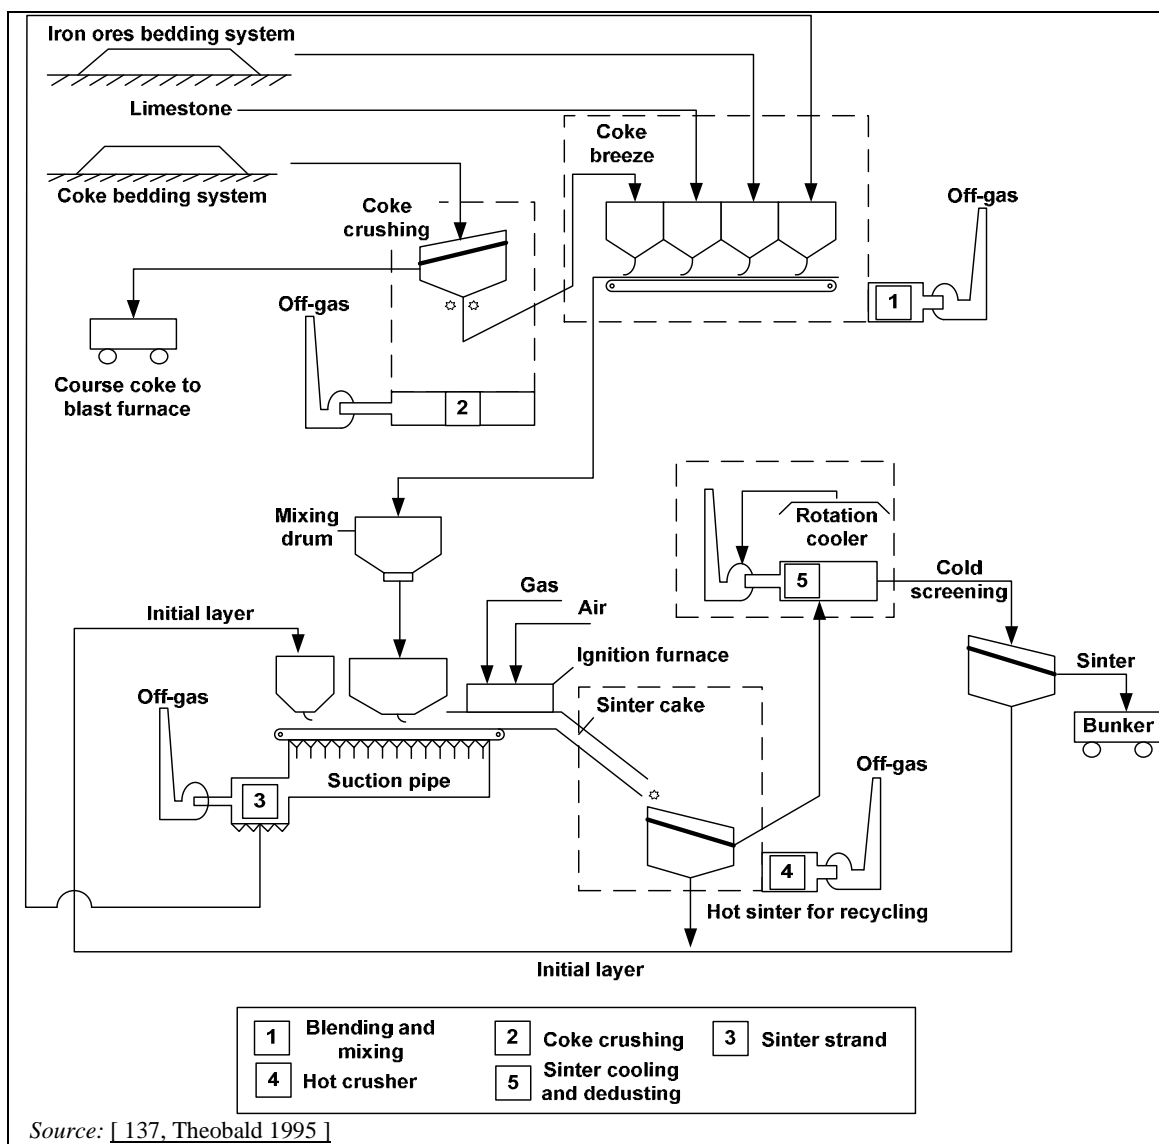 Iron ores bedding system
Limestone
Coke
breeze
Coke bedding system
Coke
crushing
Off-gas
Off-gas
1
Course coke to
blast furnace
2
Mixing
drum
Rotation
cooler
5
Cold
screening
Gas
Air
Initial layer
Ignition furnace
Sinter
Off-gas
Sinter cake
Bunker
Suction pipe
Off-gas
3
4
Hot sinter for recycling
Initial layer
1 Blending and
mixing
2 Coke crushing
3 Sinter strand
4 Hot crusher
5 Sinter cooling
and dedusting
Source: [ 137, Theobald 1995 ]